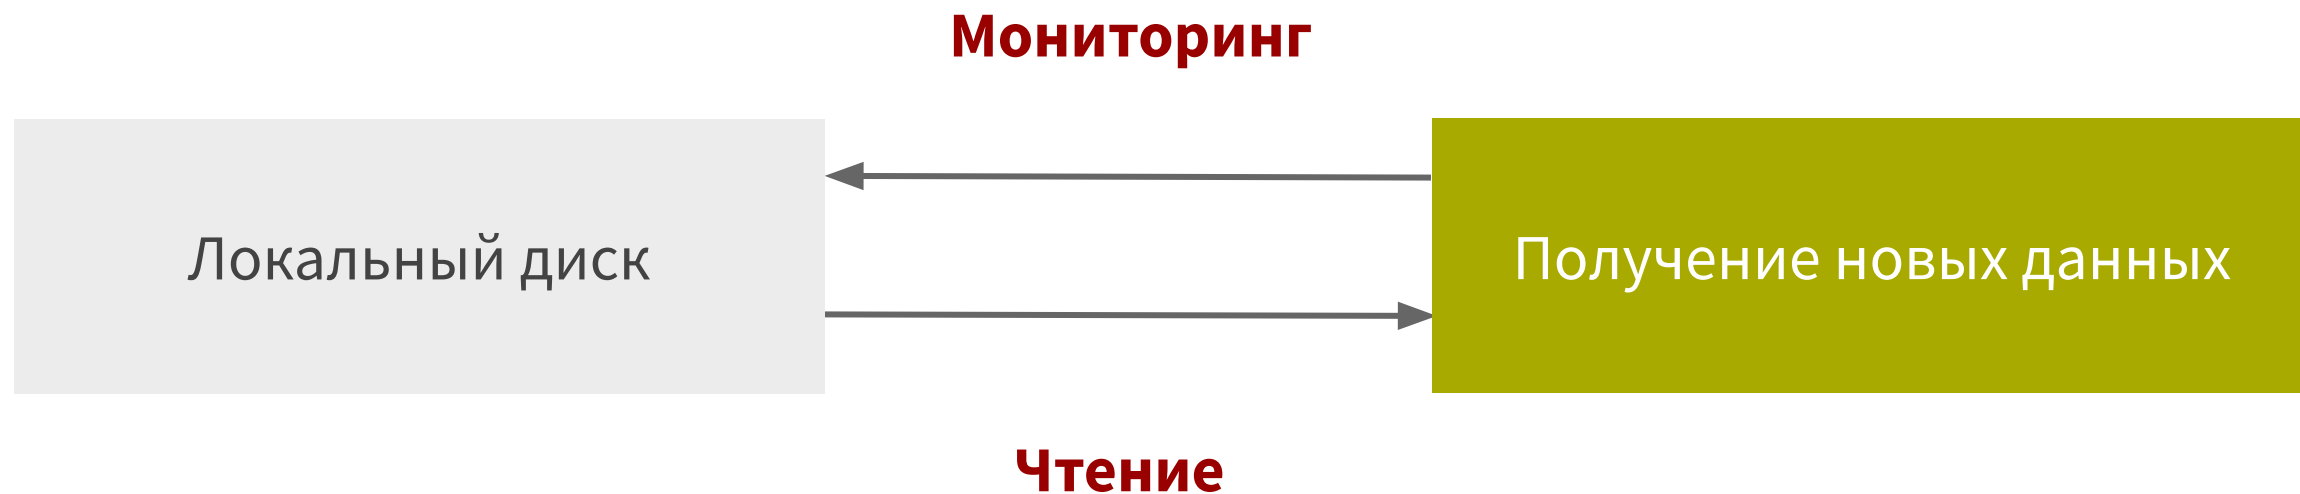 Мониторинг
Локальный диск
Получение новых данных
Чтение